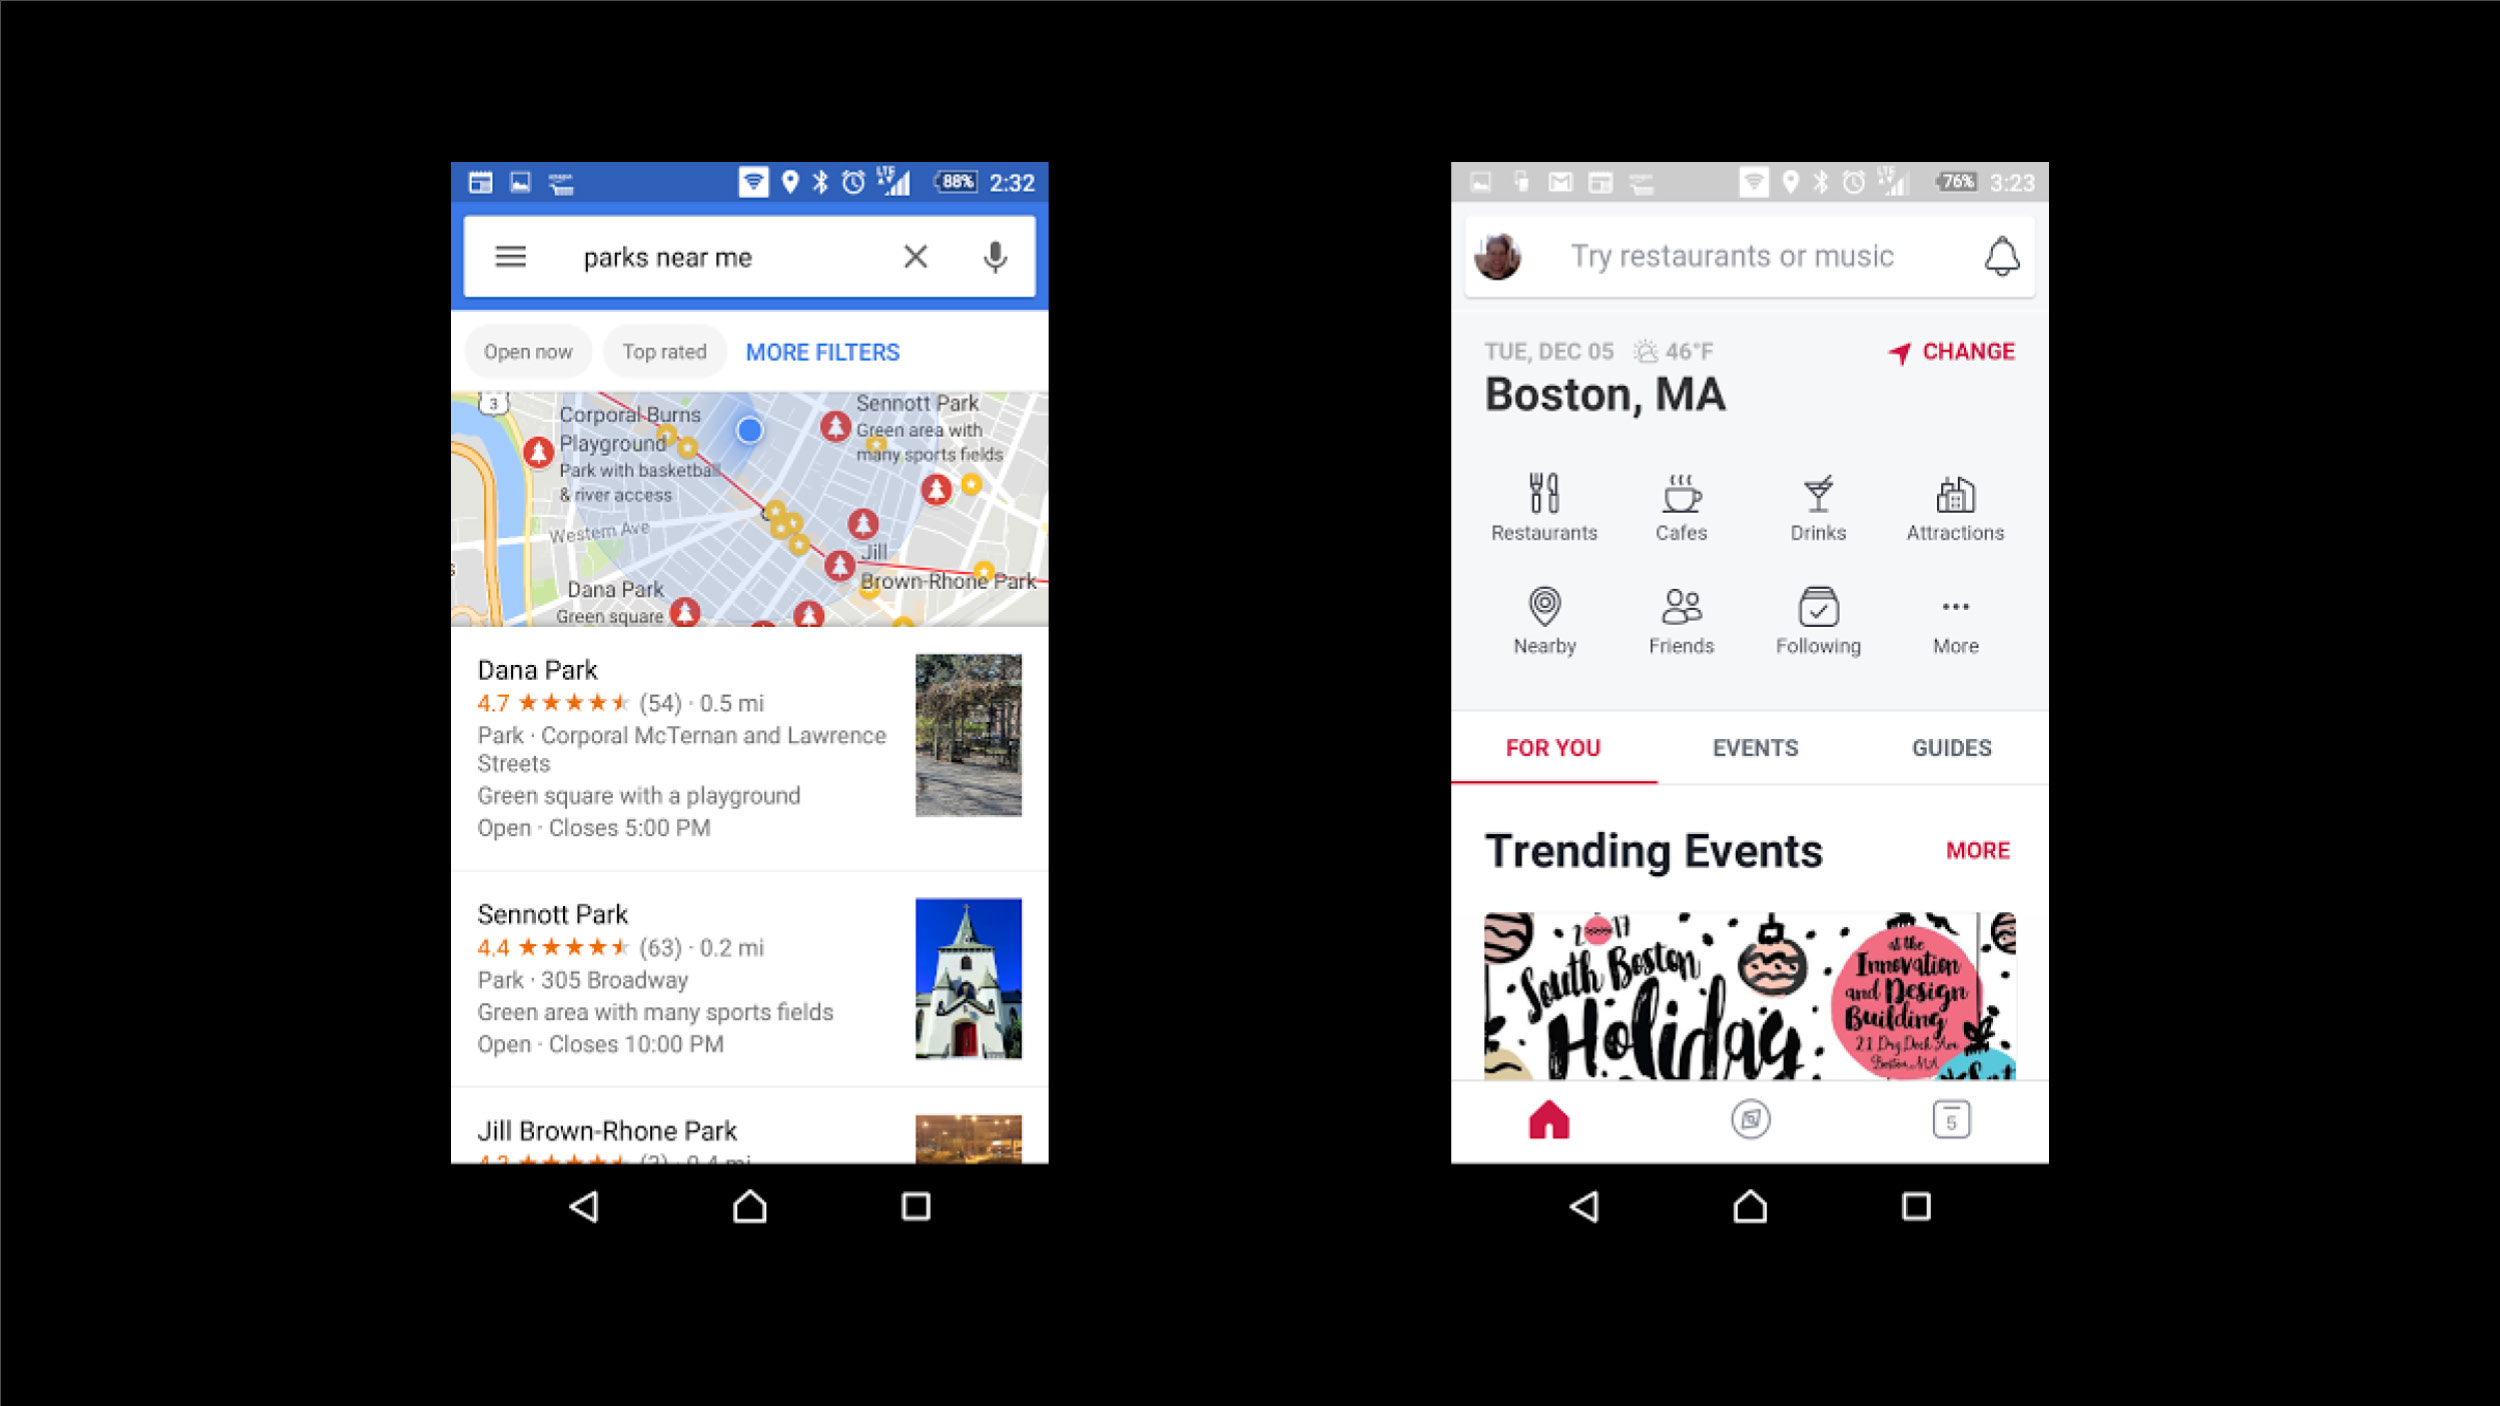 LTE
88% 2:32
parks near me
Open now Top rated MORE FILTERS
3
Corporal Burns
Playground
Park with basketball
& river access
Sennott Park
Green area with
many sports fields
Western Ave
Jill
Brown-Rhone Park
Dana Park
Green square
Dana Park
4.7 ★★★★★ (54) · 0.5 mi
Park · Corporal McTernan and Lawrence
Streets
Green square with a playground
Open · Closes 5:00 PM
Sennott Park
4.4 ★★★★★ (63) · 0.2 mi
Park · 305 Broadway
Green area with many sports fields
Open · Closes 10:00 PM
Jill Brown-Rhone Park
LTE
76% 3:23
Try restaurants or music
TUE, DEC 05 46°F CHANGE
Boston, MA
Restaurants Cafes Drinks Attractions
Nearby Friends Following More
FOR YOU EVENTS GUIDES
Trending Events MORE
2017
South Boston
Holiday
at the
Innovation
and Design
Building
21 Dry Dock Ave
Boston, MA
5